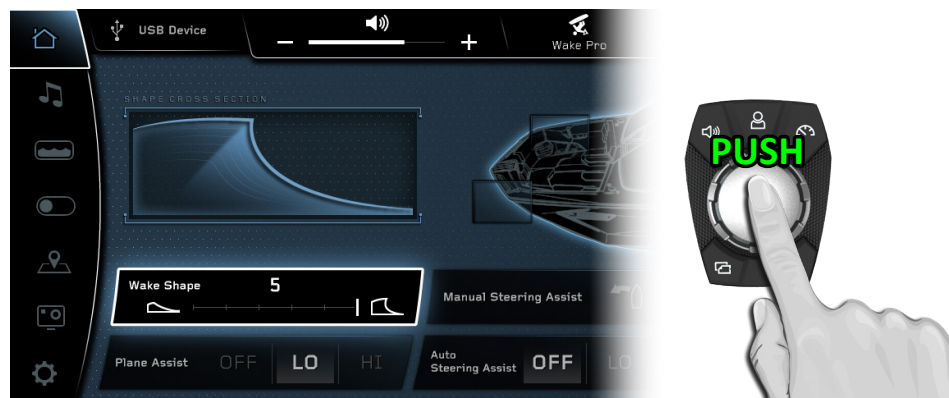 USB Device
Wake Pro
SHAPE CROSS SECTION
PUSH
Wake Shape 5
Manual Steering Assist
Plane Assist OFF LO HI
Auto
Steering Assist OFF LO